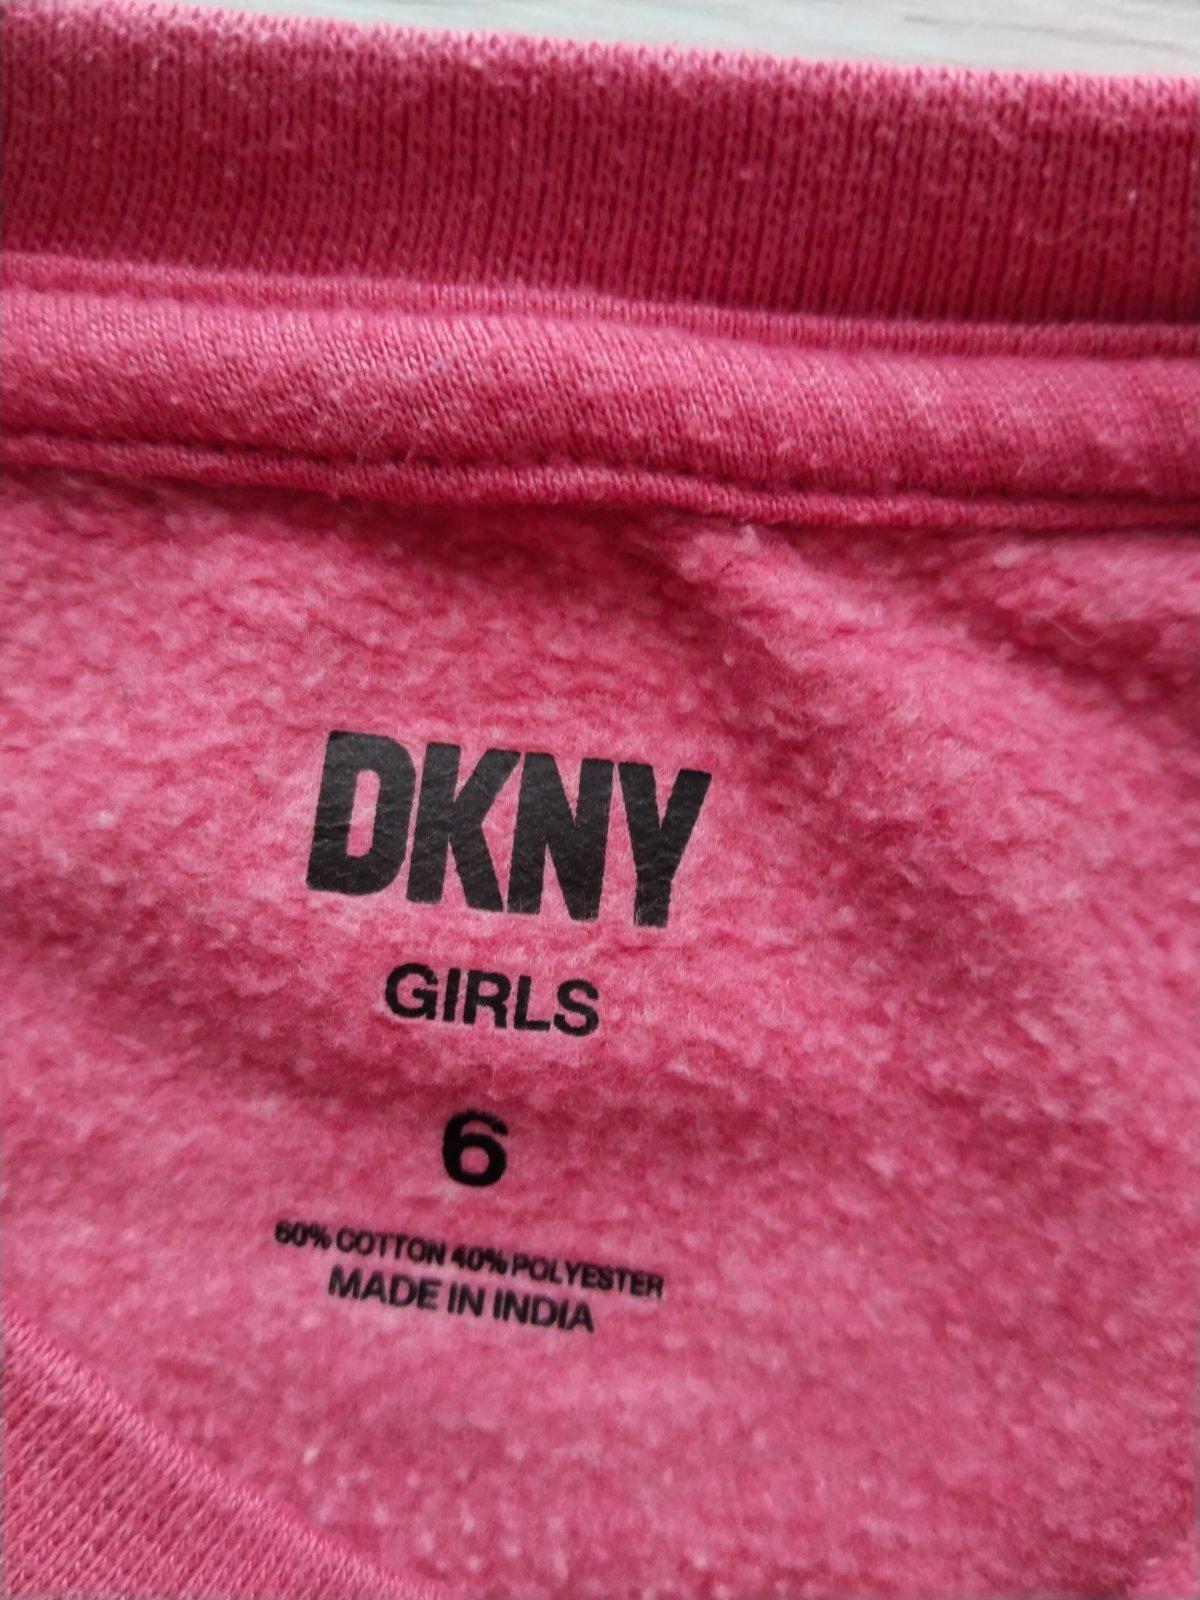 DKNY
GIRLS
6
60% COTTON 40% POLYESTER
MADE IN INDIA